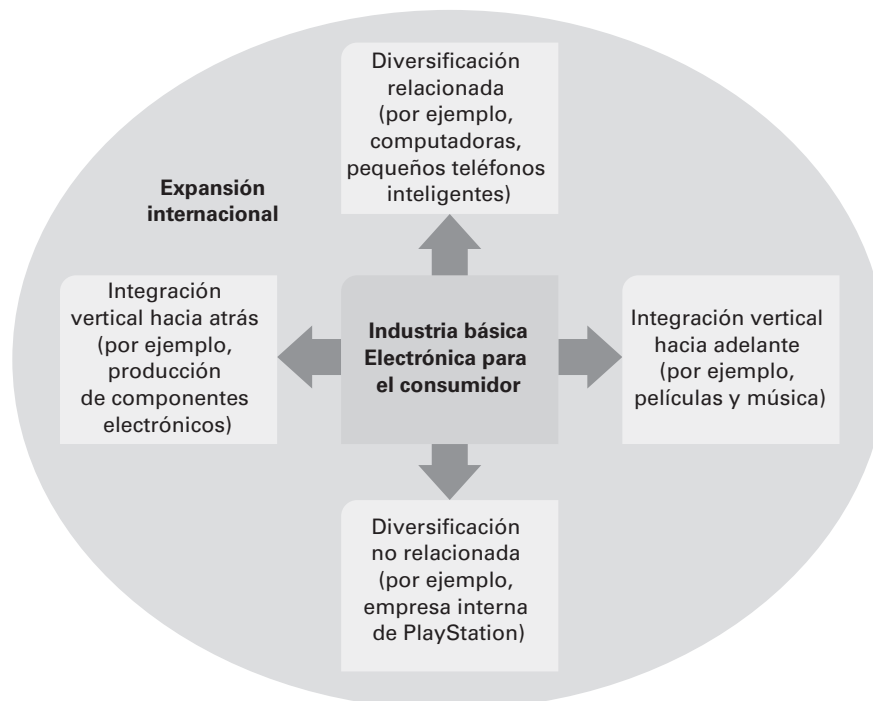 Diversificación
relacionada
(por ejemplo,
computadoras,
pequeños teléfonos
inteligentes)
Expansión
internacional
Integración
vertical hacia atrás
(por ejemplo,
producción
de componentes
electrónicos)
Industria básica
Electrónica para
el consumidor
Integración vertical
hacia adelante
(por ejemplo,
películas y música)
Diversificación
no relacionada
(por ejemplo,
empresa interna
de PlayStation)